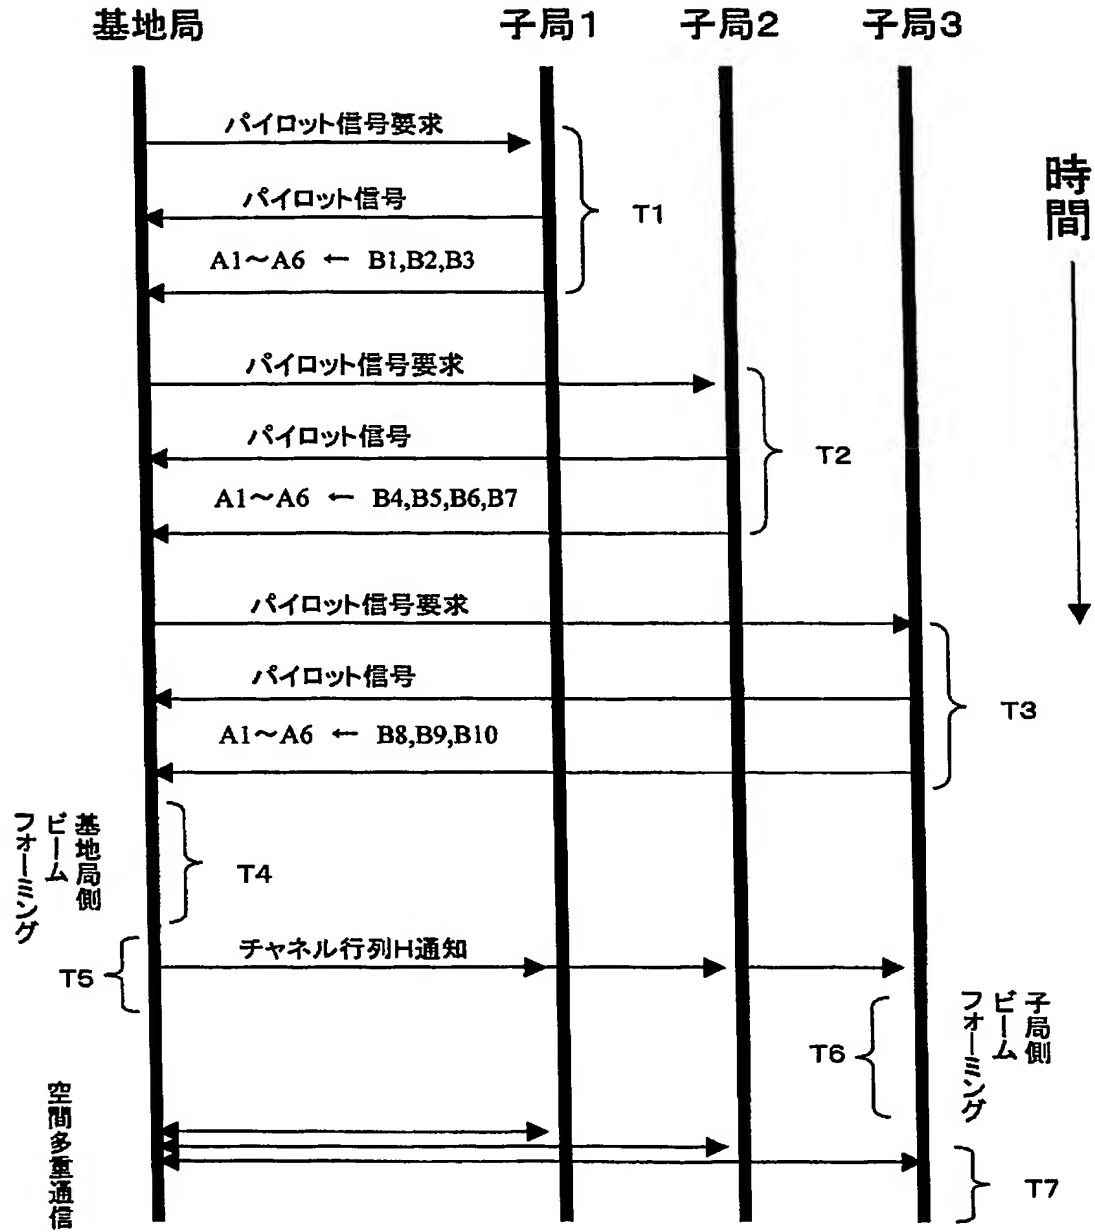 基地局 子局1 子局2 子局3
パイロット信号要求
パイロット信号
T1
A1~A6 ← B1,B2,B3
時間
パイロット信号要求
パイロット信号
T2
A1~A6 ← B4,B5,B6,B7
パイロット信号要求
パイロット信号
T3
A1~A6 ← B8,B9,B10
基地局側
ビーム
フォーミング
T4
チャネル行列H通知
T5
子局側
ビーム
フォーミング
T6
空間多重通信
T7